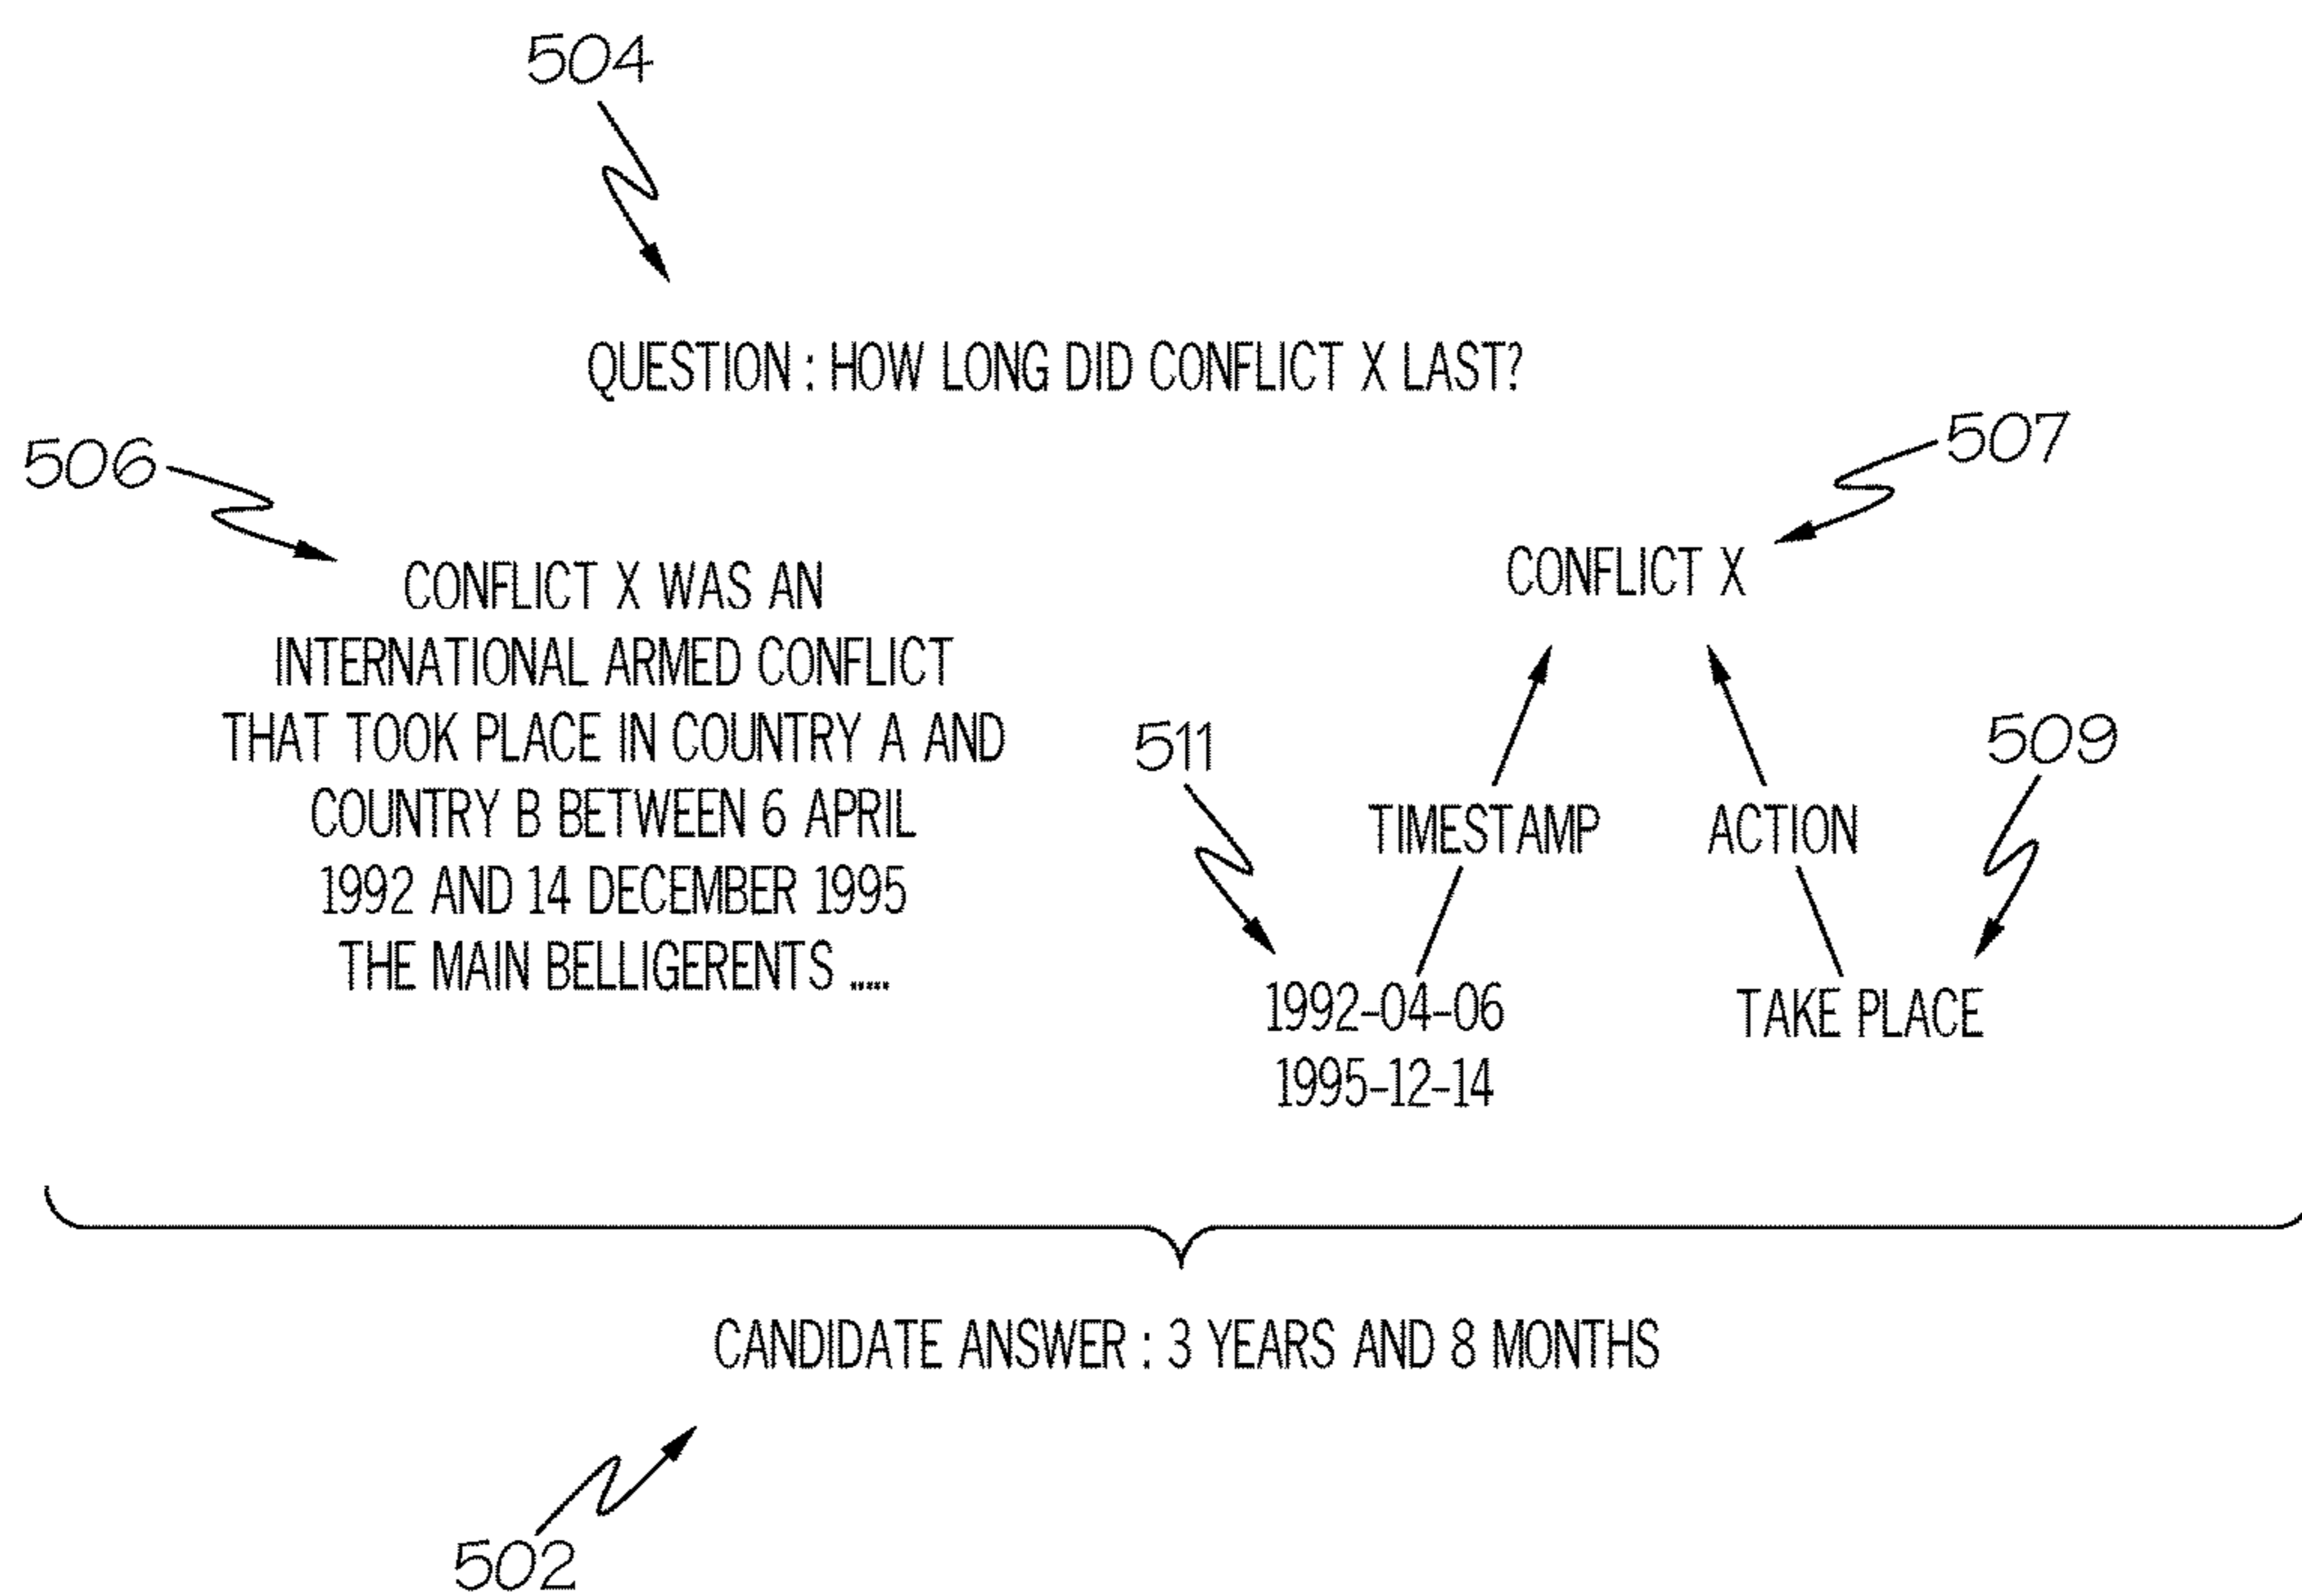 504
QUESTION : HOW LONG DID CONFLICT X LAST?
506
507
CONFLICT X WAS AN
INTERNATIONAL ARMED CONFLICT
THAT TOOK PLACE IN COUNTRY A AND
COUNTRY B BETWEEN 6 APRIL
1992 AND 14 DECEMBER 1995
THE MAIN BELLIGERENTS .....
CONFLICT X
511
509
TIMESTAMP
ACTION
1992-04-06
1995-12-14
TAKE PLACE
CANDIDATE ANSWER : 3 YEARS AND 8 MONTHS
502